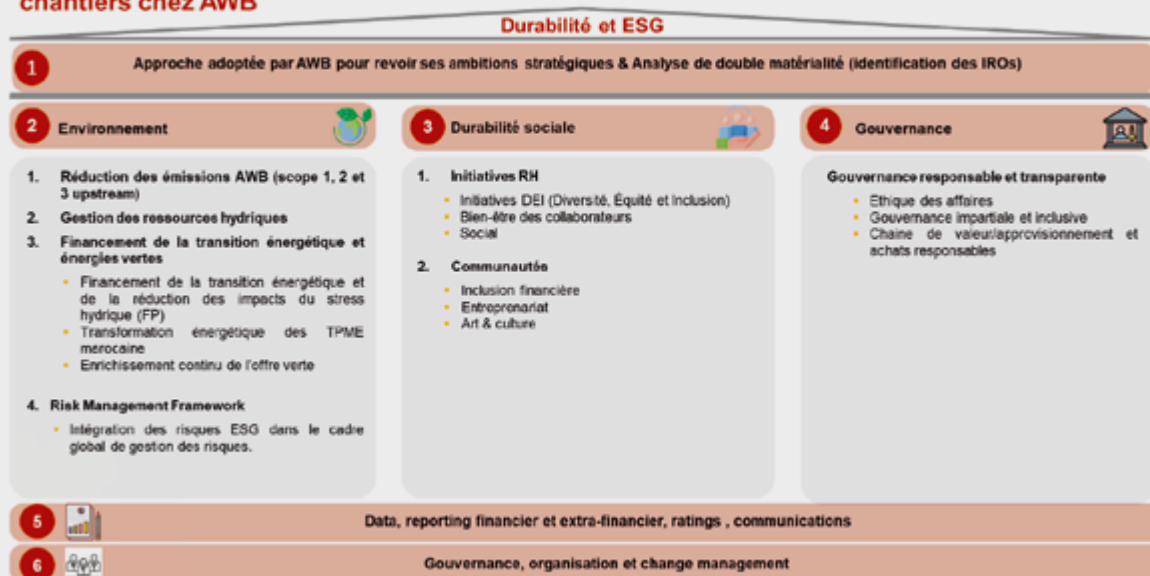 chantiers chez AWB
Durabilité et ESG
1
Approche adoptée par AWB pour revoir ses ambitions stratégiques & Analyse de double matérialité (identification des IROs)
2 Environnement
1. Réduction des émissions AWB (scope 1, 2 et
3 upstream)
2. Gestion des ressources hydriques
3. Financement de la transition énergétique et
énergies vertes
Financement de la transition énergétique et
de la réduction des impacts du stress
hydrique (FP)
Transformation énergétique des TPME
merocaine
Enrichissement continu de l'offre verte
4. Risk Management Framework
Intégration des risques ESG dans le cadre
global de gestion des risques.
3 Durabilité sociale
1. Initiatives RH
Initiatives DEI (Diversité, Équité et Inclusion)
Bien-être des collaborateurs
Social
2. Communautés
Inclusion financière
Entreprenariat
Art & culture
4 Gouvernance
Gouvernance responsable et transparente
Ethique des affaires
Gouvernance impartiale et inclusive
Chaine de valeur/approvisionnement et
achats responsables
5 Data, reporting financier et extra-financier, ratings , communications
6 Gouvernance, organisation et change management